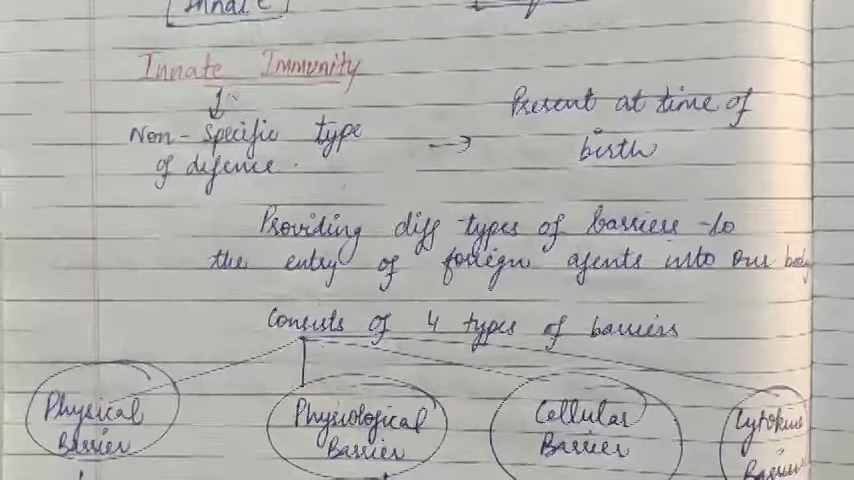 Innate
Innate Immunity
Non-Specific type
of defence.
→ Present at time of
birth
Providing diff types of barriers to
the entry of foreign agents into our body
Consists of 4 types of barriers
Physical
Barrier
Physiological
Barrier
Cellular
Barrier
Cytokine
Barrier